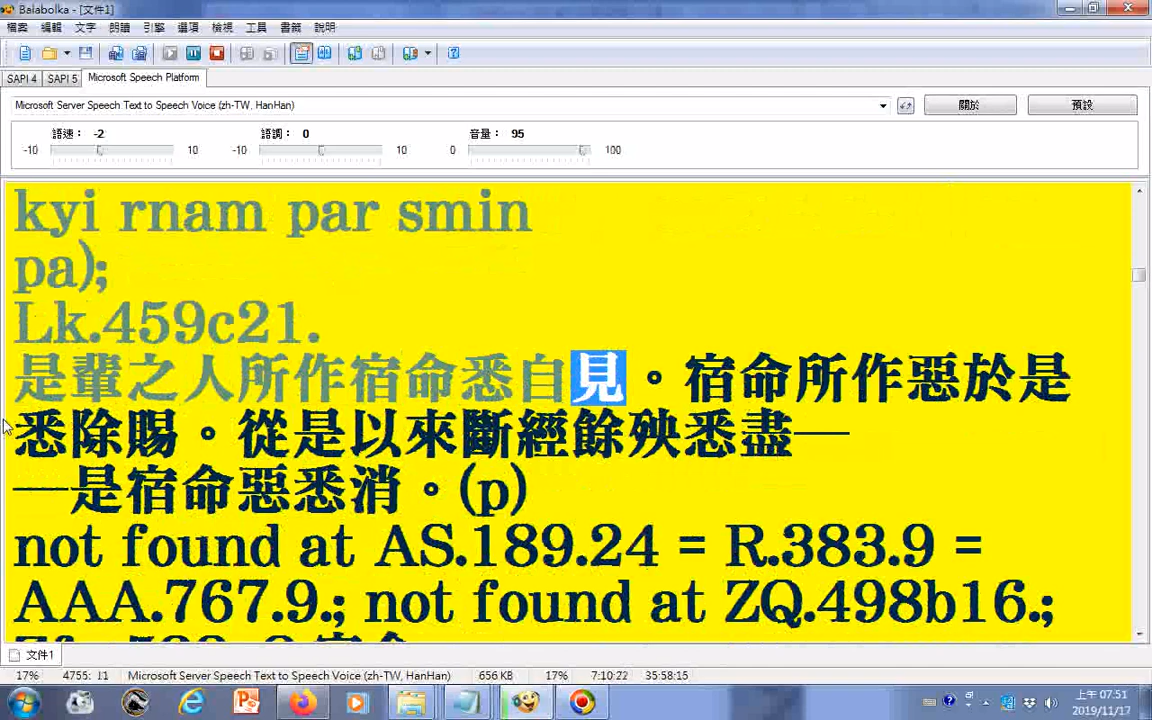 Balabolka - [文件1]
檔案 編輯 文字 朗讀 引擎 選項 檢視 工具 書籤 說明
SAPI 4 SAPI 5 Microsoft Speech Platform
Microsoft Server Speech Text to Speech Voice (zh-TW, HanHan) 關於 預設
語速： -2 語調： 0 音量： 95
-10 10 -10 10 0 100
kyi rnam par smin
pa);
Lk.459c21.
是輩之人所作宿命悉自見。宿命所作惡於是
悉除賜。從是以來斷經餘殃悉盡—
—是宿命惡悉消。(p)
not found at AS.189.24 = R.383.9 =
AAA.767.9.; not found at ZQ.498b16.;
文件1
17% 4755: 11 Microsoft Server Speech Text to Speech Voice (zh-TW, HanHan) 656 KB 17% 7:10:22 35:58:15
上午 07:51
2019/11/17